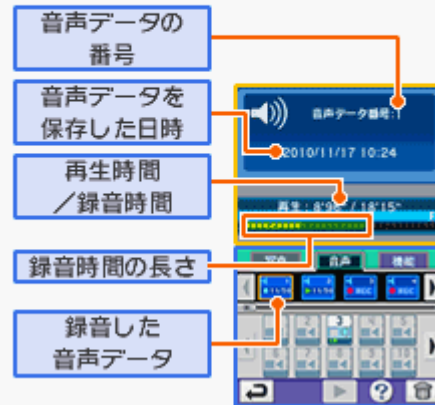 音声データの
番号
音声データを
保存した日時
再生時間
／録音時間
録音時間の長さ
録音した
音声データ
音声データ番号:1
2010/11/17 10:24
音声
機能
REC
REC
3
?